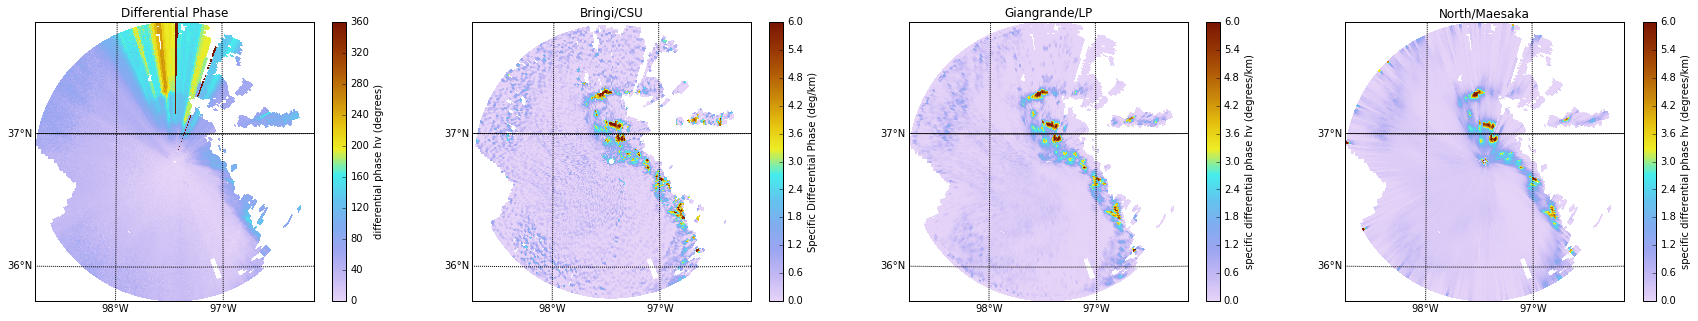 Differential Phase
37°N
36°N
98°W
97°W
360
320
280
240
200
160
120
80
40
0
differential phase hv (degrees)
Bringi/CSU
37°N
36°N
98°W
97°W
6.0
5.4
4.8
4.2
3.6
3.0
2.4
1.8
1.2
0.6
0.0
Specific Differential Phase (deg/km)
Giangrande/LP
37°N
36°N
98°W
97°W
6.0
5.4
4.8
4.2
3.6
3.0
2.4
1.8
1.2
0.6
0.0
specific differential phase hv (degrees/km)
North/Maesaka
37°N
36°N
98°W
97°W
6.0
5.4
4.8
4.2
3.6
3.0
2.4
1.8
1.2
0.6
0.0
specific differential phase hv (degrees/km)